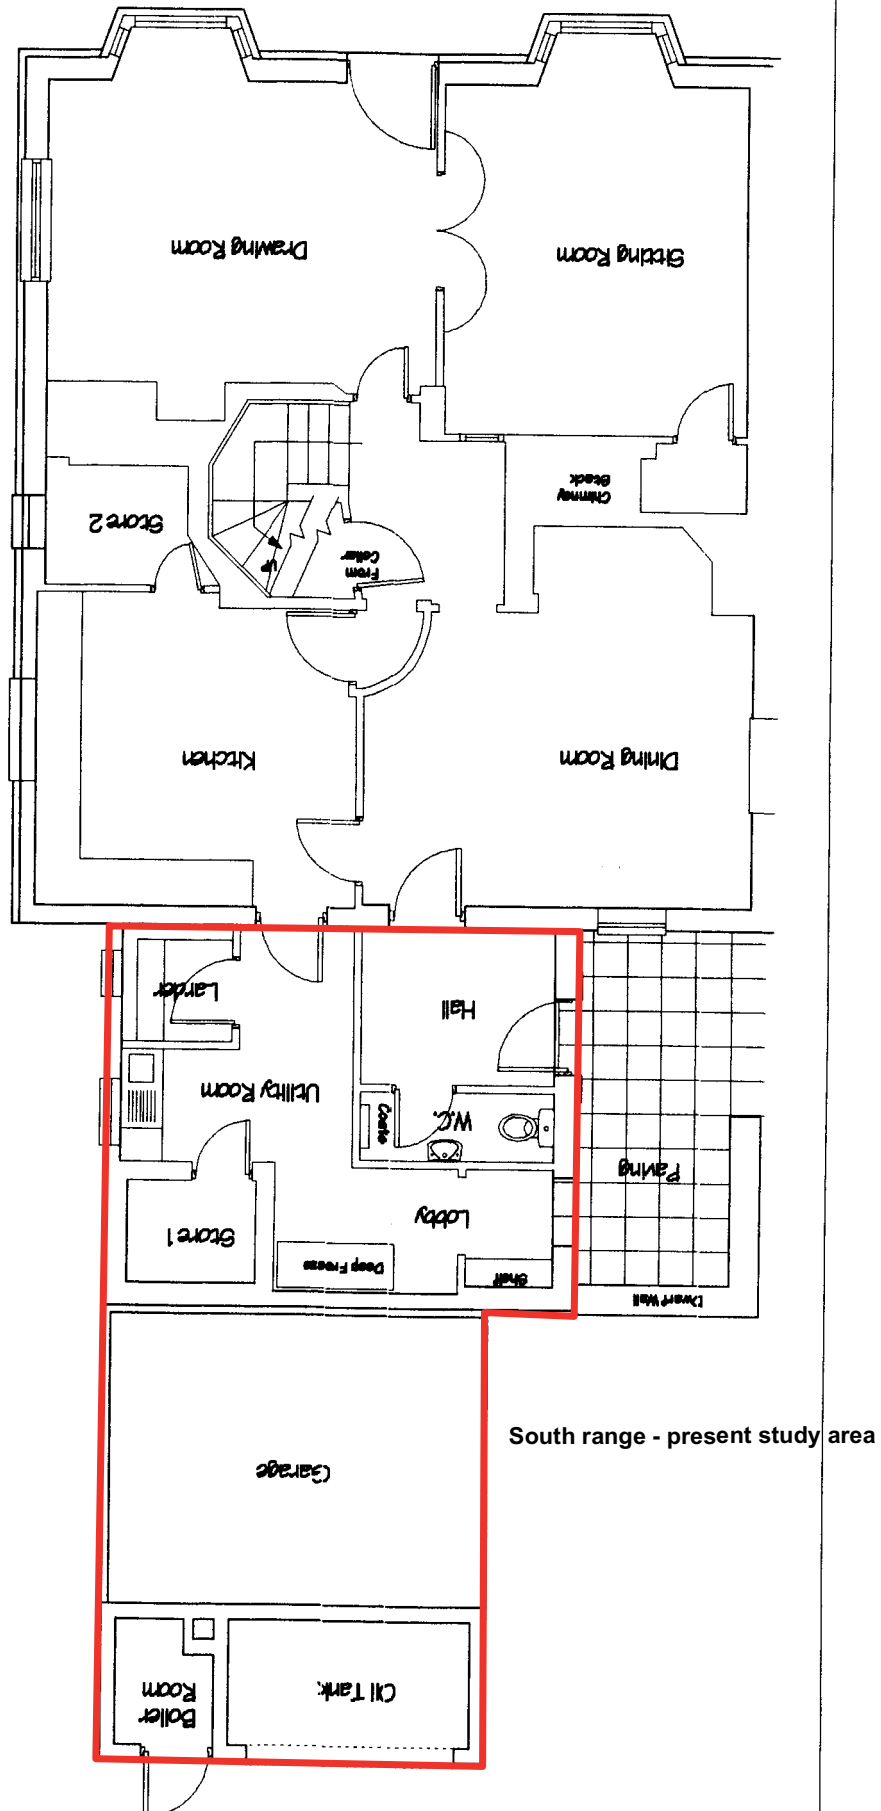 Drawing Room
Sitting Room
Chimney
Stack
Store 2
UP
From
Cellar
Kitchen
Dining Room
Larder
Hall
Utility Room
Coats
W.C.
Paving
Lobby
Store 1
Deep Freeze
Shelf
Dwarf Wall
South range - present study area
Garage
Boiler
Room
Oil Tank